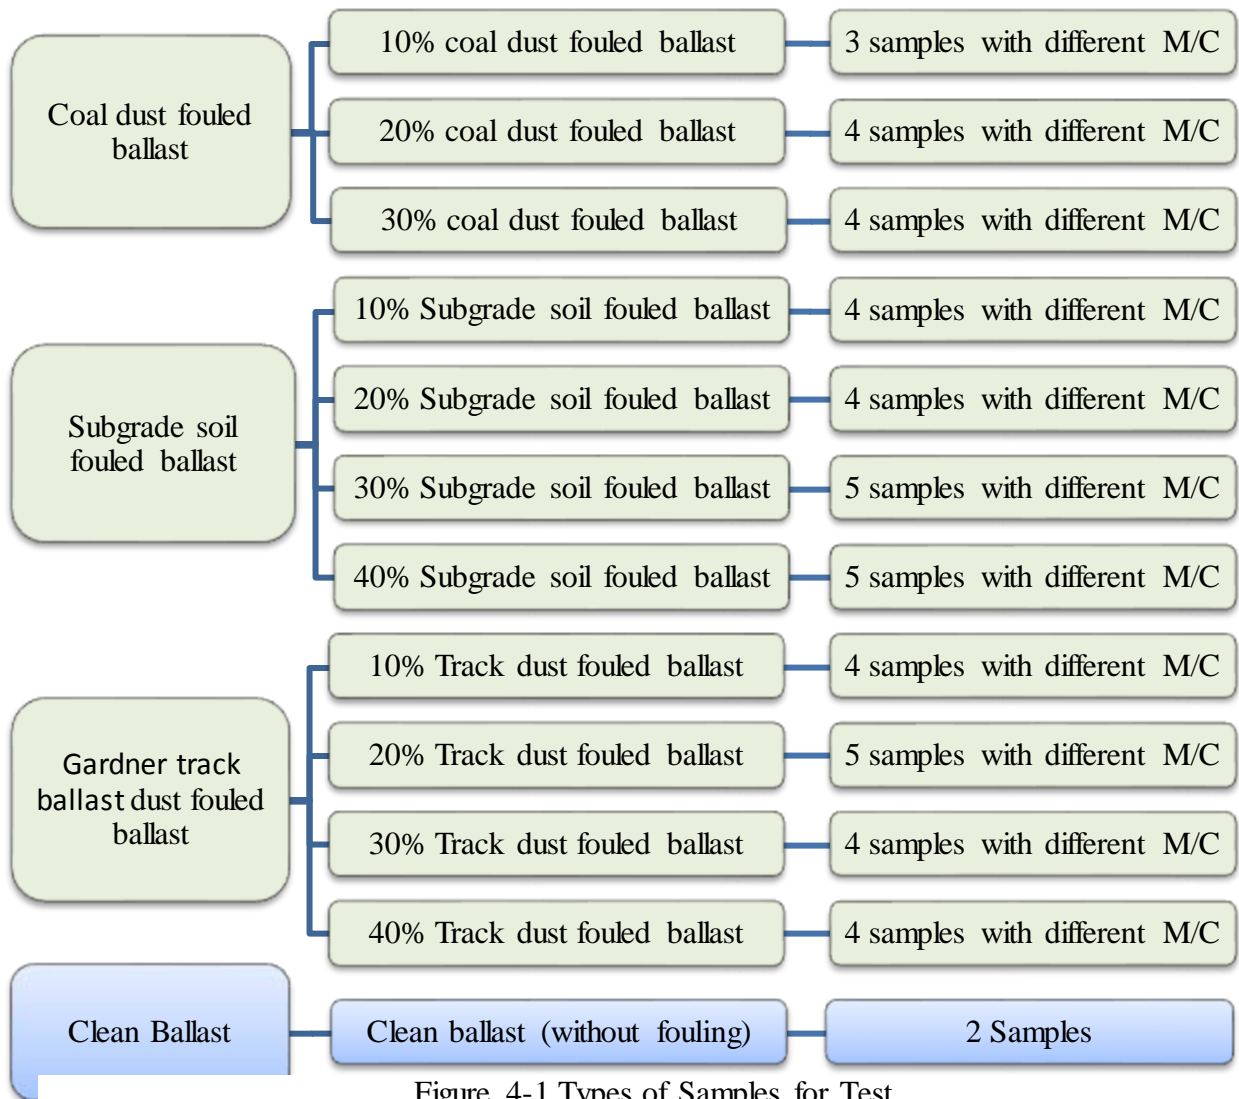 Coal dust fouled
ballast
10% coal dust fouled ballast
3 samples with different M/C
20% coal dust fouled ballast
4 samples with different M/C
30% coal dust fouled ballast
4 samples with different M/C
Subgrade soil
fouled ballast
10% Subgrade soil fouled ballast
4 samples with different M/C
20% Subgrade soil fouled ballast
4 samples with different M/C
30% Subgrade soil fouled ballast
5 samples with different M/C
40% Subgrade soil fouled ballast
5 samples with different M/C
Gardner track
ballast dust fouled
ballast
10% Track dust fouled ballast
4 samples with different M/C
20% Track dust fouled ballast
5 samples with different M/C
30% Track dust fouled ballast
4 samples with different M/C
40% Track dust fouled ballast
4 samples with different M/C
Clean Ballast
Clean ballast (without fouling)
2 Samples
Figure 4-1 Types of Samples for Test